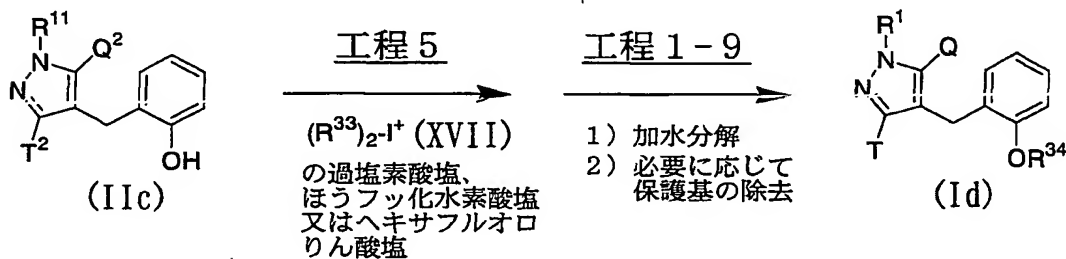 R¹¹
N
Q²
N
T²
OH
(IIc)
工程 5
(R³³)₂-I⁺ (XVII)
の過塩素酸塩、
ほうフッ化水素酸塩
又はヘキサフルオロ
りん酸塩
工程 1-9
1) 加水分解
2) 必要に応じて
保護基の除去
R¹
N
Q
N
T
OR³⁴
(Id)